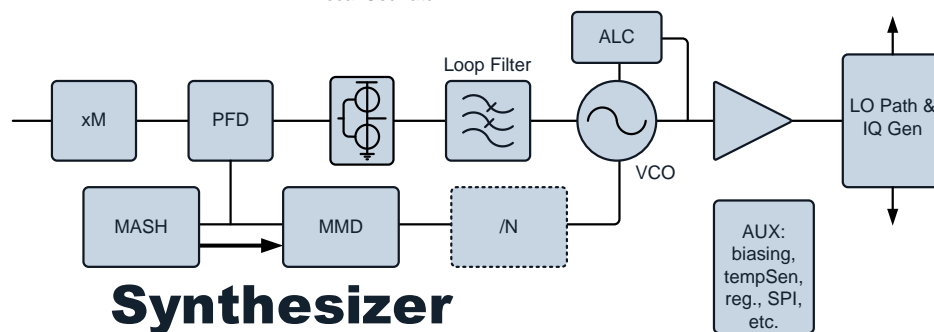 ALC
Loop Filter
xM
PFD
LO Path &
IQ Gen
VCO
MASH
MMD
/N
AUX:
biasing,
tempSen,
reg., SPI,
etc.
Synthesizer